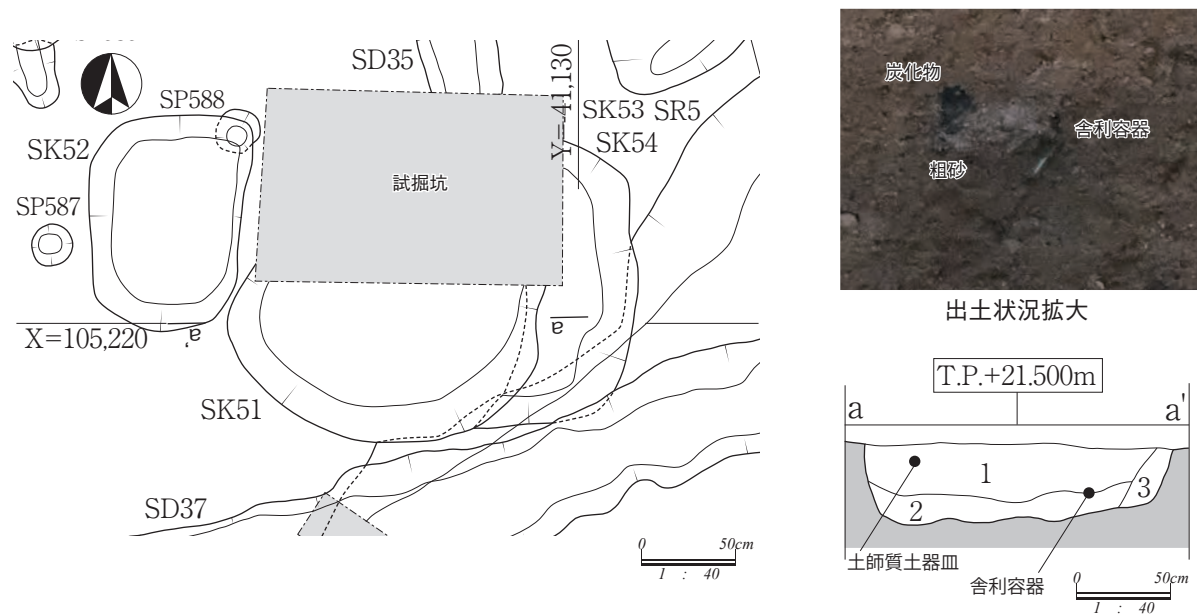 SD35
Y=-41,130
SP588
SK53 SR5
SK54
SK52
試掘坑
SP587
X=105,220
a'
a
SK51
SD37
0 50cm
1 : 40
炭化物
舎利容器
粗砂
出土状況拡大
T.P.+21.500m
a a'
1
2
3
土師質土器皿
舎利容器
0 50cm
1 : 40